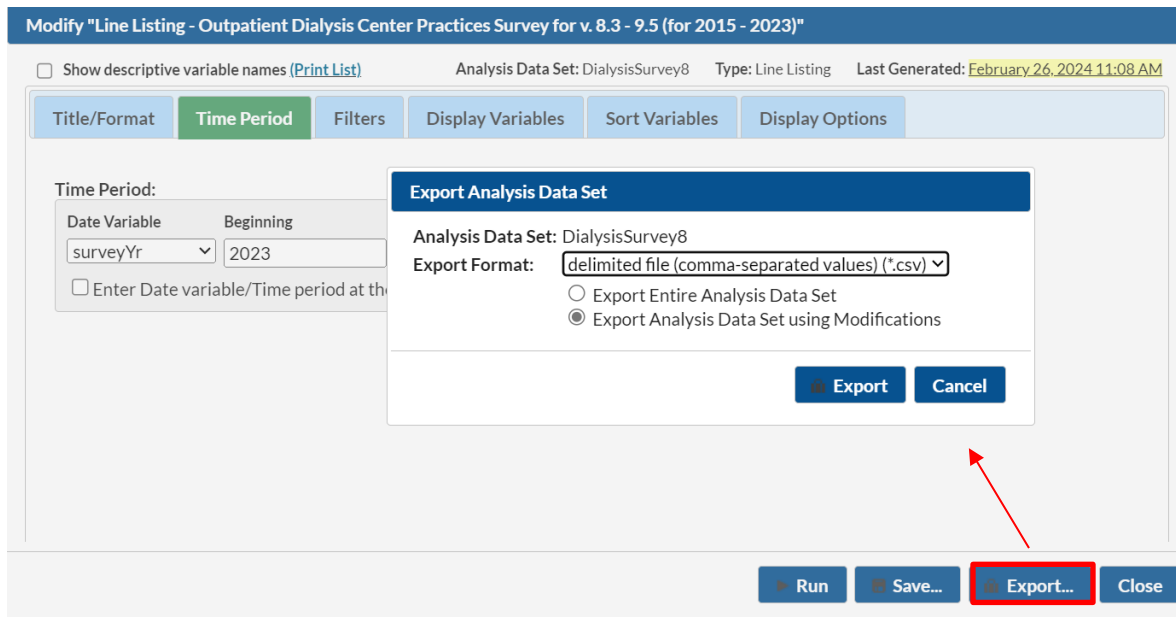 Modify "Line Listing - Outpatient Dialysis Center Practices Survey for v. 8.3 - 9.5 (for 2015 - 2023)"
Show descriptive variable names (Print List) Analysis Data Set: DialysisSurvey8 Type: Line Listing Last Generated: February 26, 2024 11:08 AM
Title/Format Time Period Filters Display Variables Sort Variables Display Options
Time Period:
Date Variable Beginning
surveyYr 2023
Enter Date variable/Time period at the
Export Analysis Data Set
Analysis Data Set: DialysisSurvey8
Export Format: delimited file (comma-separated values) (*.csv)
Export Entire Analysis Data Set
Export Analysis Data Set using Modifications
Export Cancel
Run Save... Export... Close